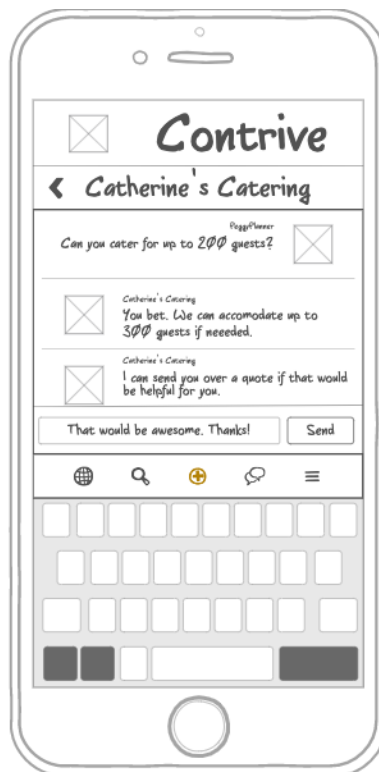 Contrive
Catherine's Catering
PeggyPlanner
Can you cater for up to 200 guests?
Catherine's Catering
You bet. We can accomodate up to
300 guests if neeeded.
Catherine's Catering
I can send you over a quote if that would
be helpful for you.
That would be awesome. Thanks!
Send